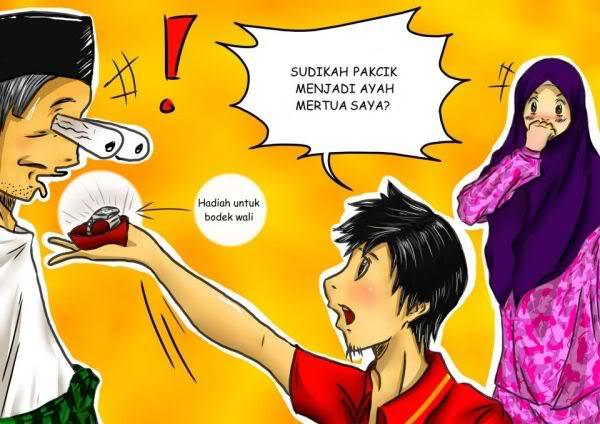 !
SUDIKAH PAKCIK
MENJADI AYAH
MERTUA SAYA?
Hadiah untuk
bodek wali